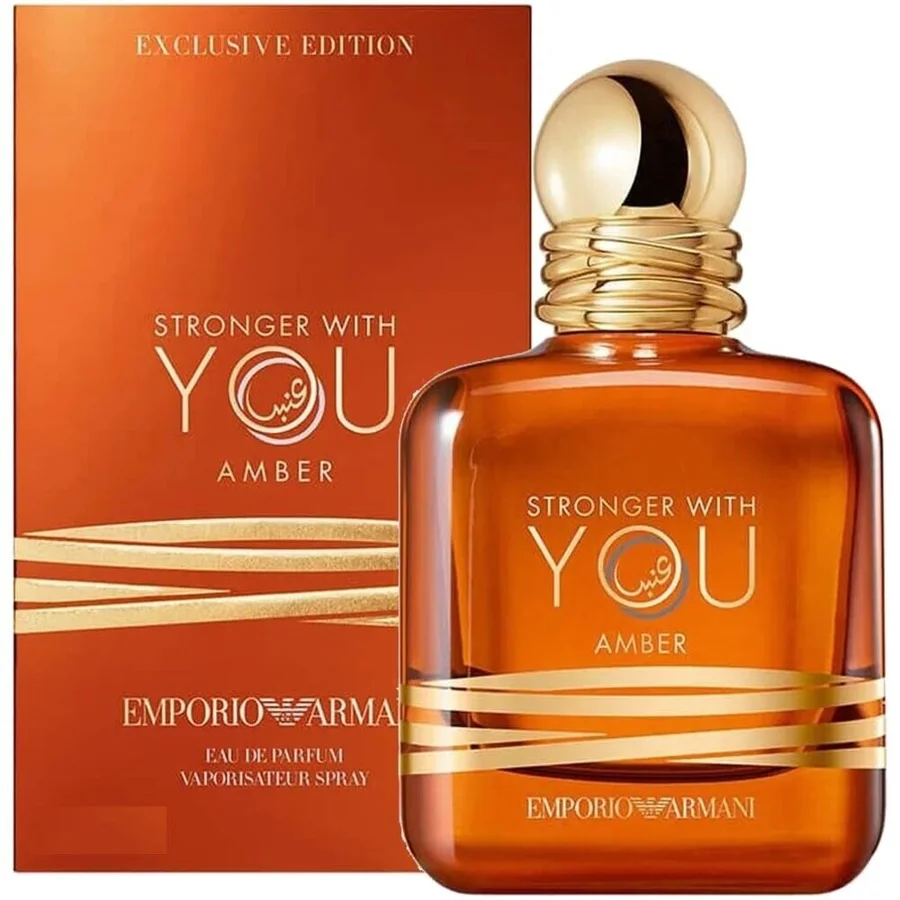 EXCLUSIVE EDITION
STRONGER WITH
YOU
عنبر
AMBER
EMPORIO ARMA
EAU DE PARFUM
VAPORISATEUR SPRAY
STRONGER WITH
YOU
عنبر
AMBER
EMPORIO ARMANI